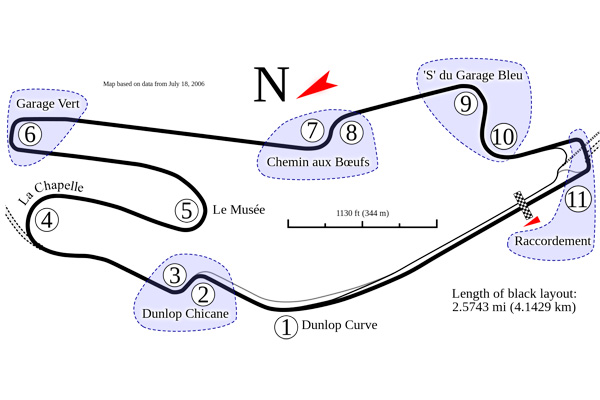 'S' du Garage Bleu
N
Map based on data from July 18, 2006
Garage Vert
6
7
8
9
10
Chemin aux Bœufs
La Chapelle
4
5
Le Musée
1130 ft (344 m)
11
Raccordement
3
2
Dunlop Chicane
1
Dunlop Curve
Length of black layout:
2.5743 mi (4.1429 km)